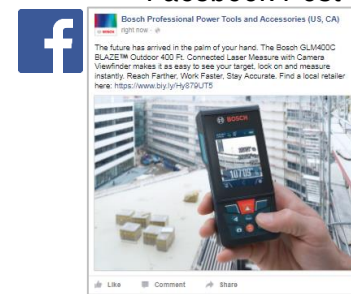 Facebook Post
Bosch Professional Power Tools and Accessories (US, CA)
right now
The future has arrived in the palm of your hand. The Bosch GLM400C
BLAZE™ Outdoor 400 Ft. Connected Laser Measure with Camera
Viewfinder makes it as easy to see your target, lock on and measure
instantly. Reach Farther, Work Faster, Stay Accurate. Find a local retailer
here: https://www.biy.ly/Hy879UT5
BOSCH
Like Comment Share